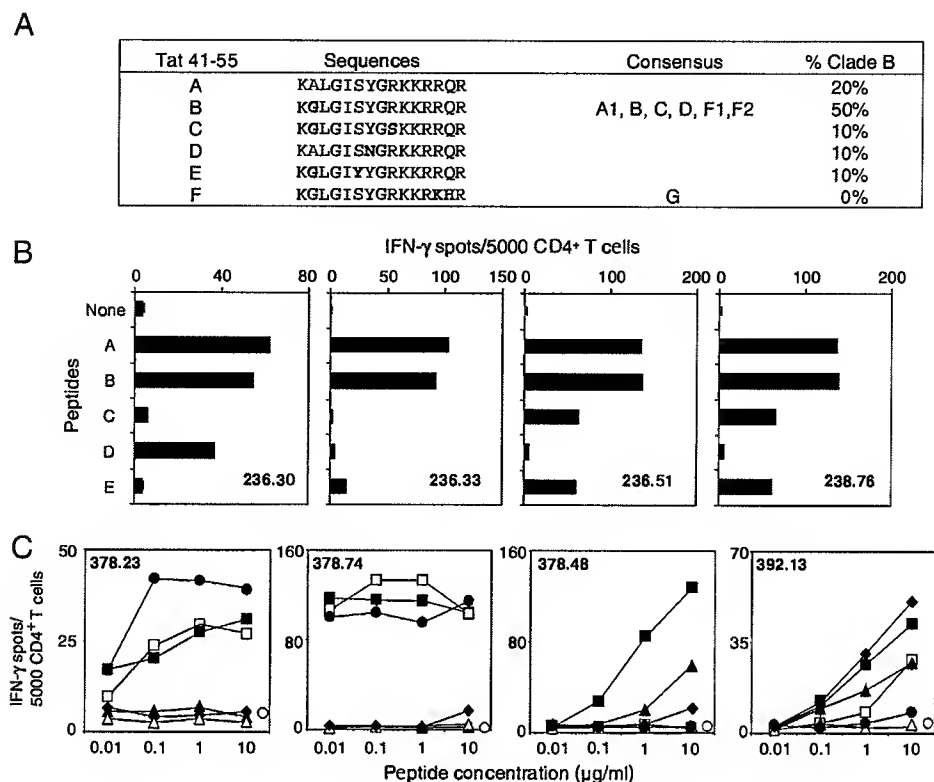 A
Tat 41-55 Sequences Consensus % Clade B
A KALGISYGRKKRRQR 20%
B KGLGISYGRKKRRQR A1, B, C, D, F1,F2 50%
C KGLGISYGSKKRRQR 10%
D KALGISNGRKKRRQR 10%
E KGLGIYYGRKKRRQR 10%
F KGLGISYGRKKRRKHR G 0%
B
IFN-γ spots/5000 CD4+ T cells
0 40 80 0 50 100 150 0 100 200 0 100 200
None
A
B
C
D
E
Peptides
236.30 236.33 236.51 238.76
C
50 160 160 70
378.23 378.74 378.48 392.13
25 80 80 35
0 0 0 0
IFN-γ spots/
5000 CD4+ T cells
0.01 0.1 1 10 0.01 0.1 1 10 0.01 0.1 1 10 0.01 0.1 1 10
Peptide concentration (μg/ml)